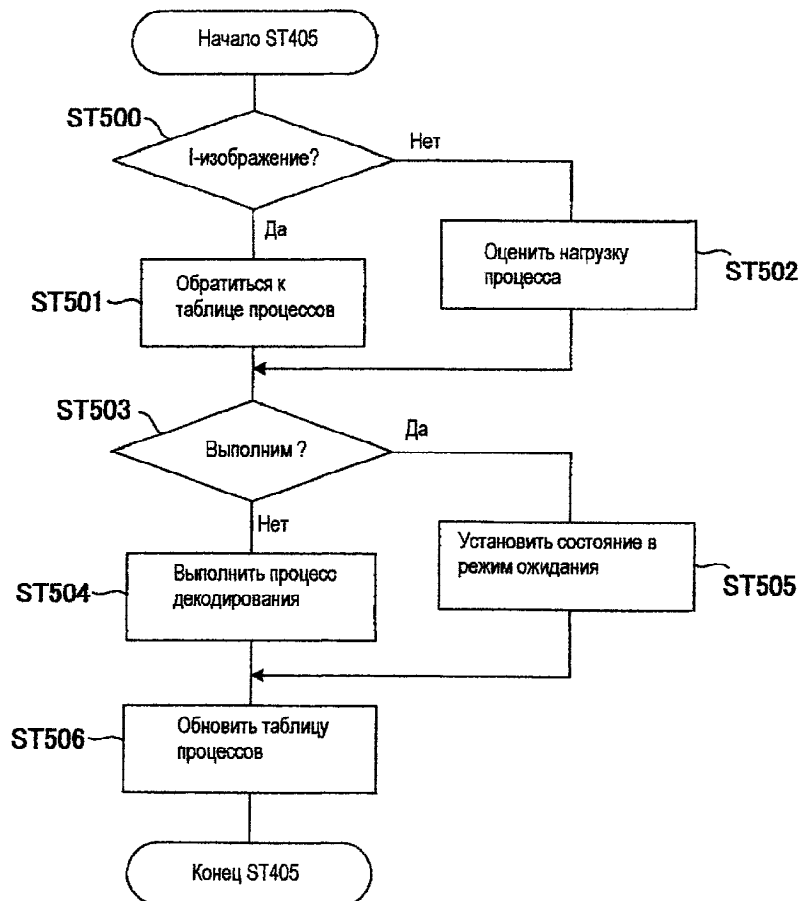 Начало ST405
ST500
I-изображение?
Нет
Да
Оценить нагрузку
процесса
ST502
Обратиться к
таблице процессов
ST501
ST503
Выполним ?
Да
Нет
Установить состояние в
режим ожидания
ST505
Выполнить процесс
декодирования
ST504
Обновить таблицу
процессов
ST506
Конец ST405